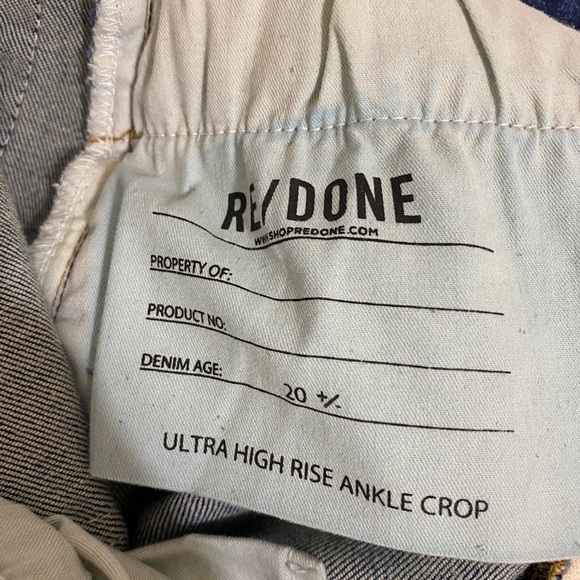 RE/DONE
WWW.SHOPREDONE.COM
PROPERTY OF:
PRODUCT NO:
DENIM AGE: 20 +/-
ULTRA HIGH RISE ANKLE CROP